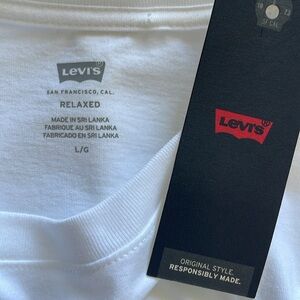 Levi's
SAN FRANCISCO, CAL.
RELAXED
MADE IN SRI LANKA
FABRIQUÉ AU SRI LANKA
FABRICADO EN SRI LANKA
L/G
Levi's
ORIGINAL STYLE.
RESPONSIBLY MADE.